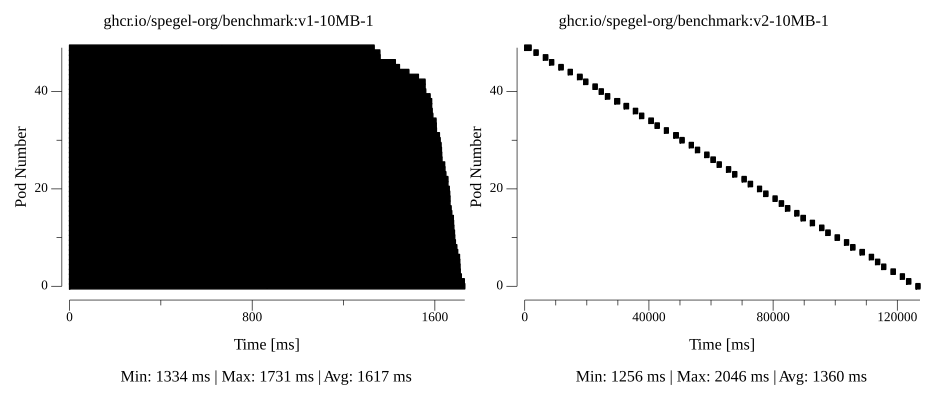 ghcr.io/spegel-org/benchmark:v1-10MB-1
Pod Number
40
20
0
0 800 1600
Time [ms]
Min: 1334 ms | Max: 1731 ms | Avg: 1617 ms
ghcr.io/spegel-org/benchmark:v2-10MB-1
Pod Number
40
20
0
0 40000 80000 120000
Time [ms]
Min: 1256 ms | Max: 2046 ms | Avg: 1360 ms